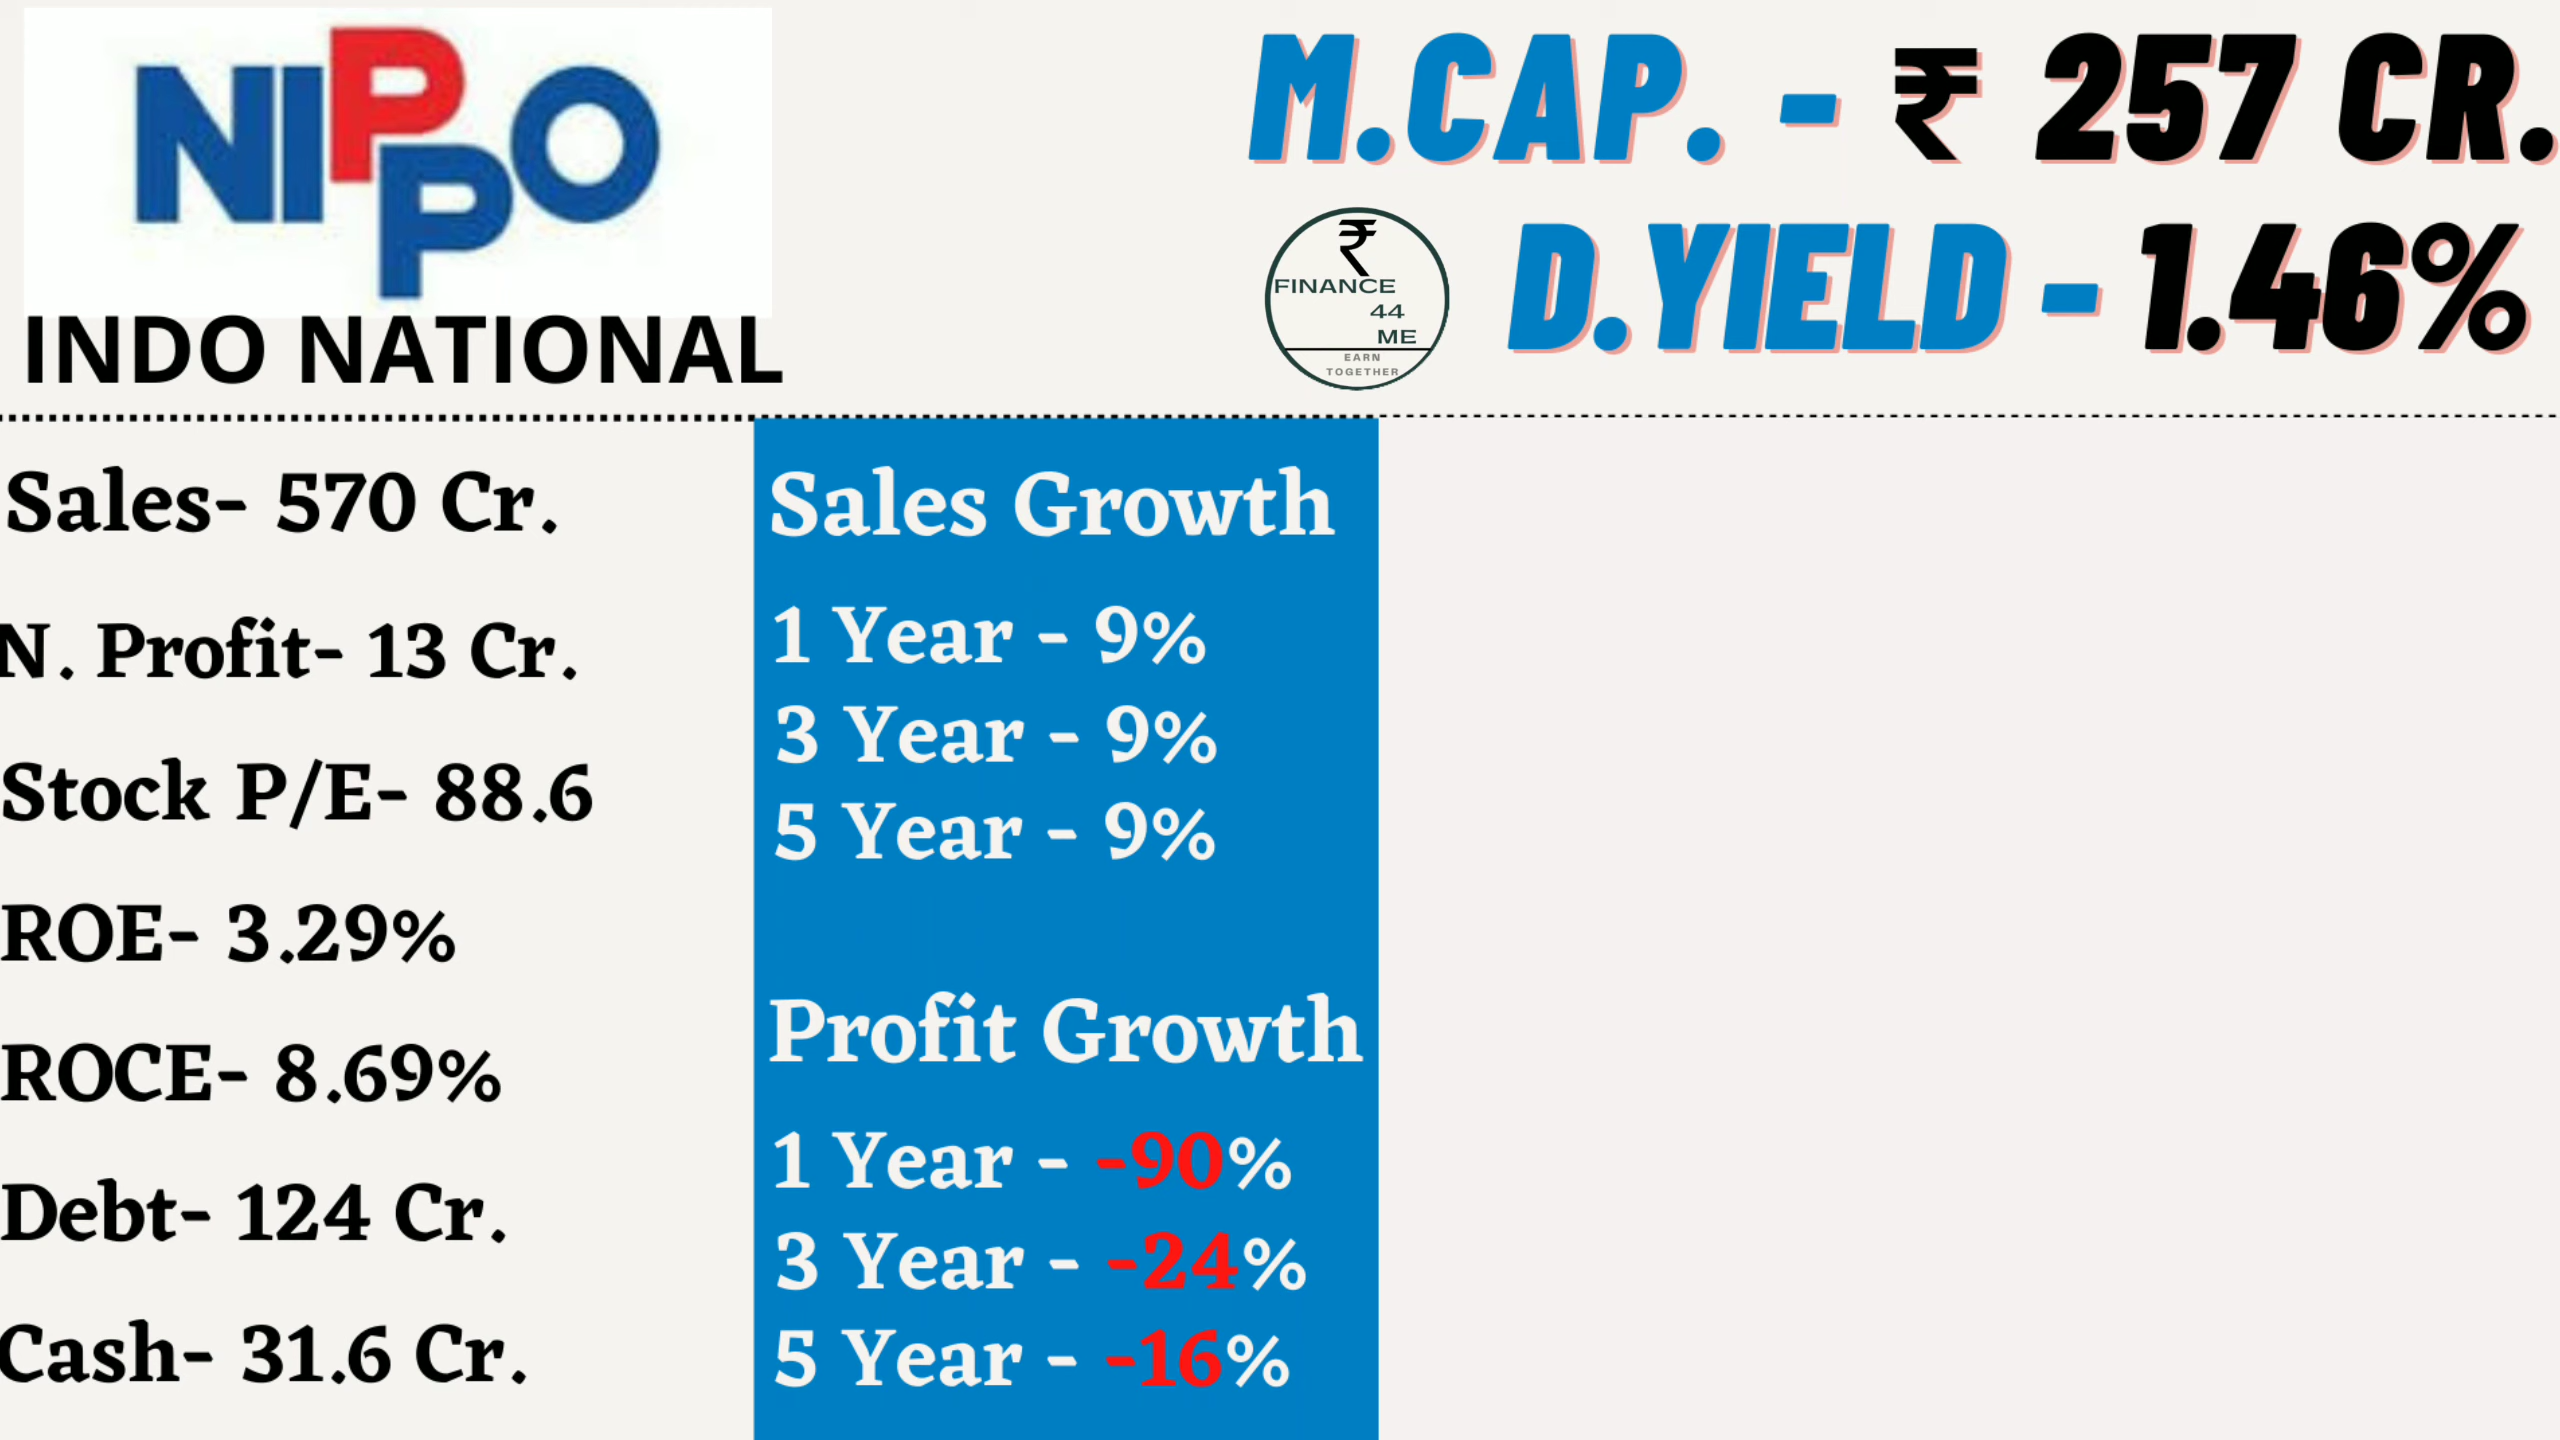 NIPPO
INDO NATIONAL
M.CAP. - ₹ 257 CR.
₹
FINANCE
44
ME
EARN
TOGETHER
D.YIELD - 1.46%
Sales- 570 Cr.
N. Profit- 13 Cr.
Stock P/E- 88.6
ROE- 3.29%
ROCE- 8.69%
Debt- 124 Cr.
Cash- 31.6 Cr.
Sales Growth
1 Year - 9%
3 Year - 9%
5 Year - 9%
Profit Growth
1 Year - -90%
3 Year - -24%
5 Year - -16%